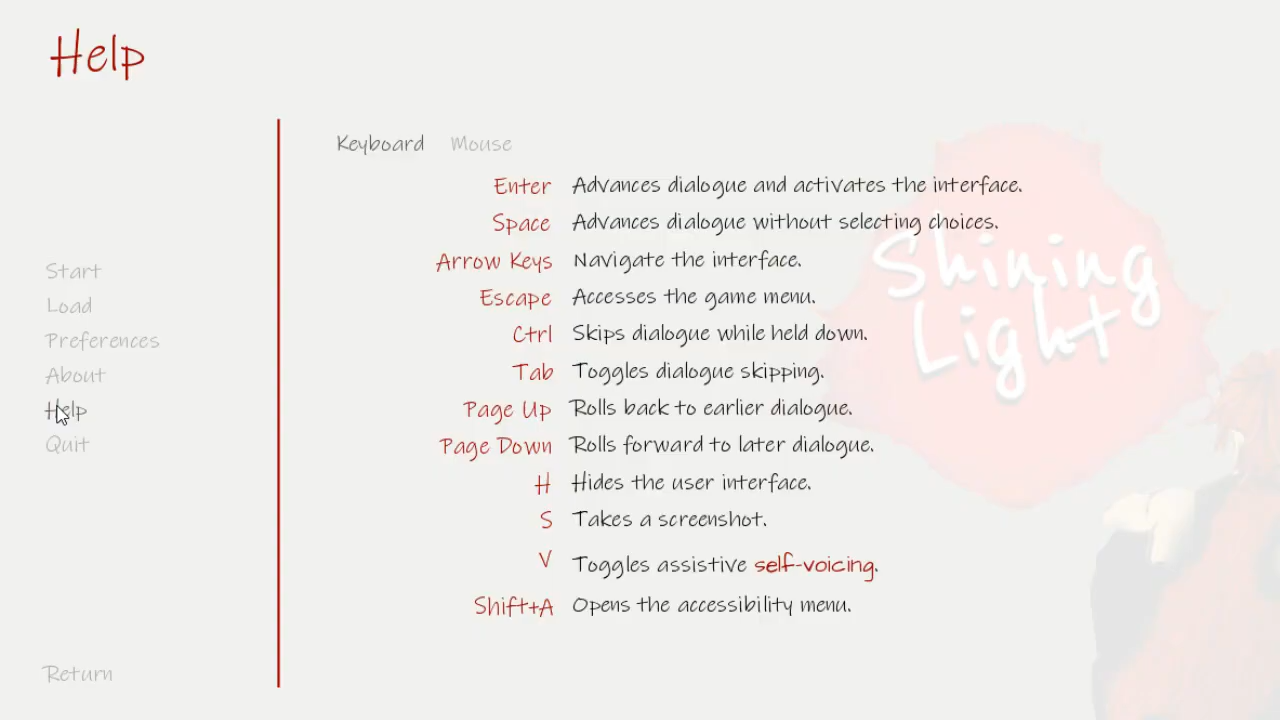 Help
Keyboard Mouse
Enter Advances dialogue and activates the interface.
Space Advances dialogue without selecting choices.
Arrow Keys Navigate the interface.
Escape Accesses the game menu.
Ctrl Skips dialogue while held down.
Tab Toggles dialogue skipping.
Page Up Rolls back to earlier dialogue.
Page Down Rolls forward to later dialogue.
H Hides the user interface.
S Takes a screenshot.
V Toggles assistive self-voicing.
Shift+A Opens the accessibility menu.
Start
Load
Preferences
About
Help
Quit
Return
Shining
Light